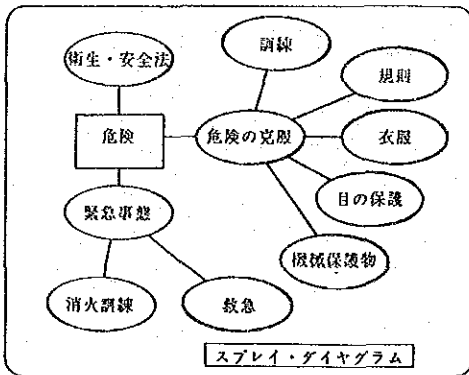 訓練
衛生・安全法
規則
危険
危険の克服
衣服
目の保護
緊急事態
機械保護物
消火訓練
救急
スプレイ・ダイヤグラム